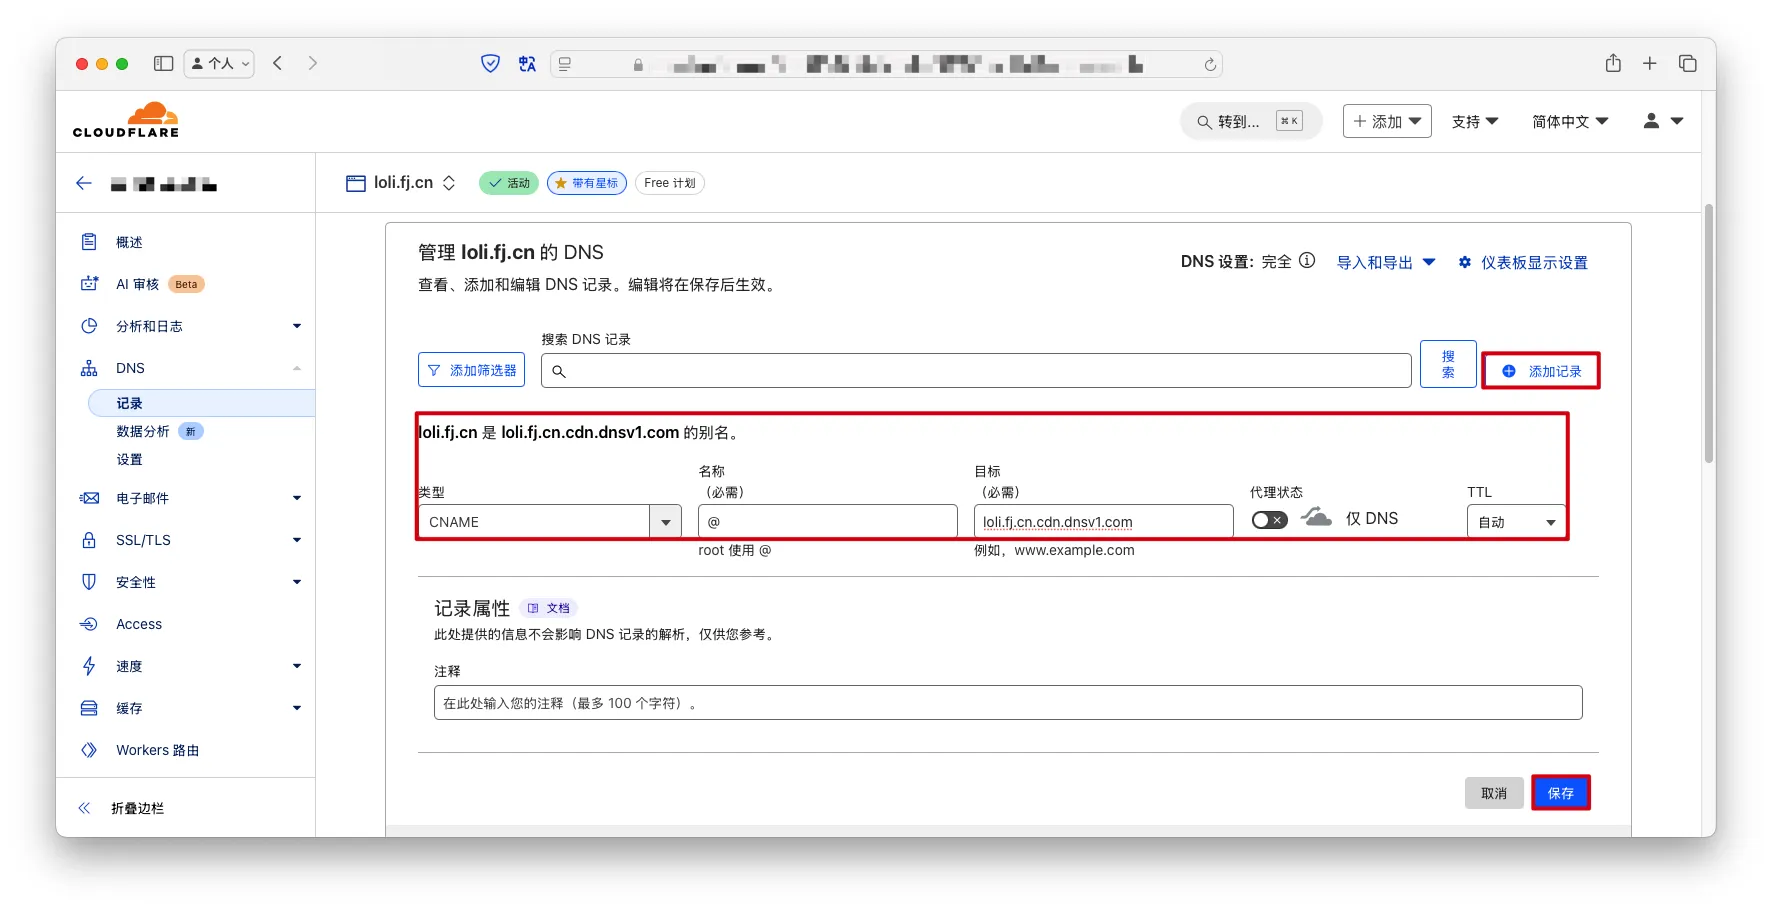 个人
CLOUDFLARE
转到... ⌘ K
添加
支持
简体中文
loli.fj.cn
活动
带有星标
Free 计划
概述
AI 审核 Beta
分析和日志
DNS
记录
数据分析 新
设置
电子邮件
SSL/TLS
安全性
Access
速度
缓存
Workers 路由
折叠边栏
管理 loli.fj.cn 的 DNS
查看、添加和编辑 DNS 记录。编辑将在保存后生效。
DNS 设置: 完全
导入和导出
仪表板显示设置
搜索 DNS 记录
添加筛选器
搜
索
添加记录
loli.fj.cn 是 loli.fj.cn.cdn.dnsv1.com 的别名。
类型
CNAME
名称
（必需）
@
root 使用 @
目标
（必需）
loli.fj.cn.cdn.dnsv1.com
例如，www.example.com
代理状态
仅 DNS
TTL
自动
记录属性 文档
此处提供的信息不会影响 DNS 记录的解析，仅供您参考。
注释
在此处输入您的注释（最多 100 个字符）。
取消
保存